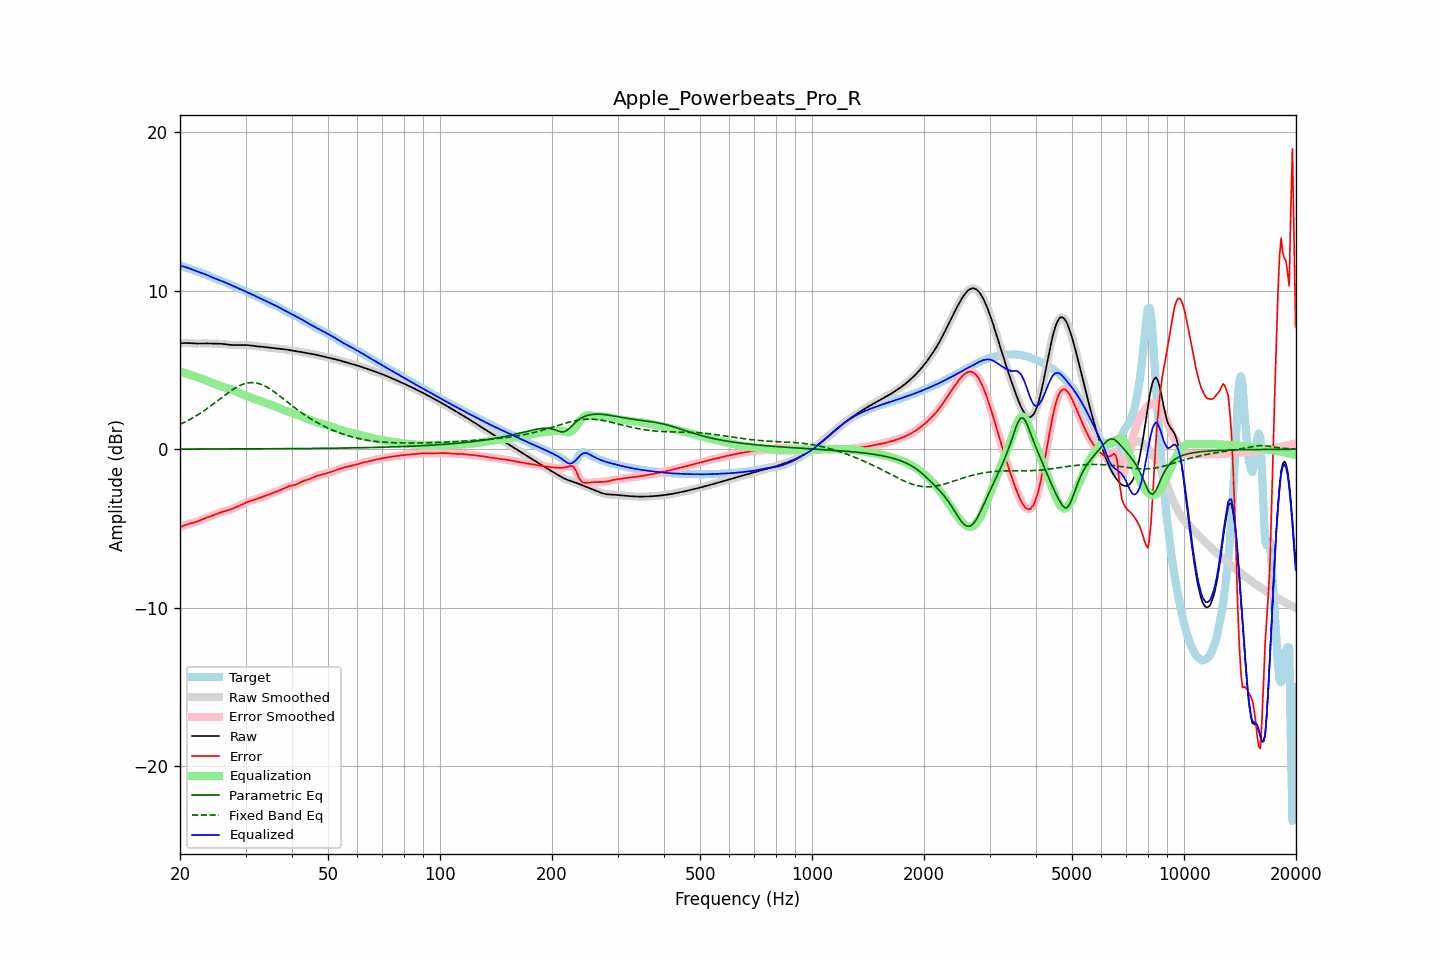 Apple_Powerbeats_Pro_R
Amplitude (dBr)
20
10
0
−10
−20
Target
Raw Smoothed
Error Smoothed
Raw
Error
Equalization
Parametric Eq
Fixed Band Eq
Equalized
20 50 100 200 500 1000 2000 5000 10000 20000
Frequency (Hz)